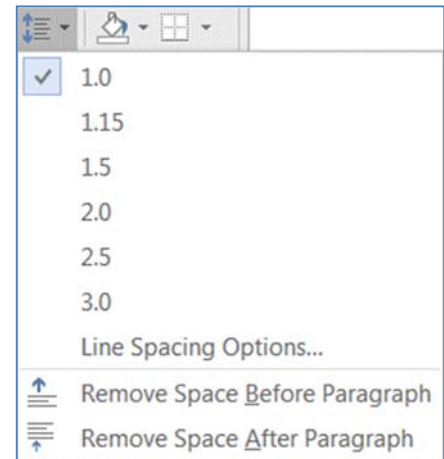 1.0
1.15
1.5
2.0
2.5
3.0
Line Spacing Options...
Remove Space Before Paragraph
Remove Space After Paragraph